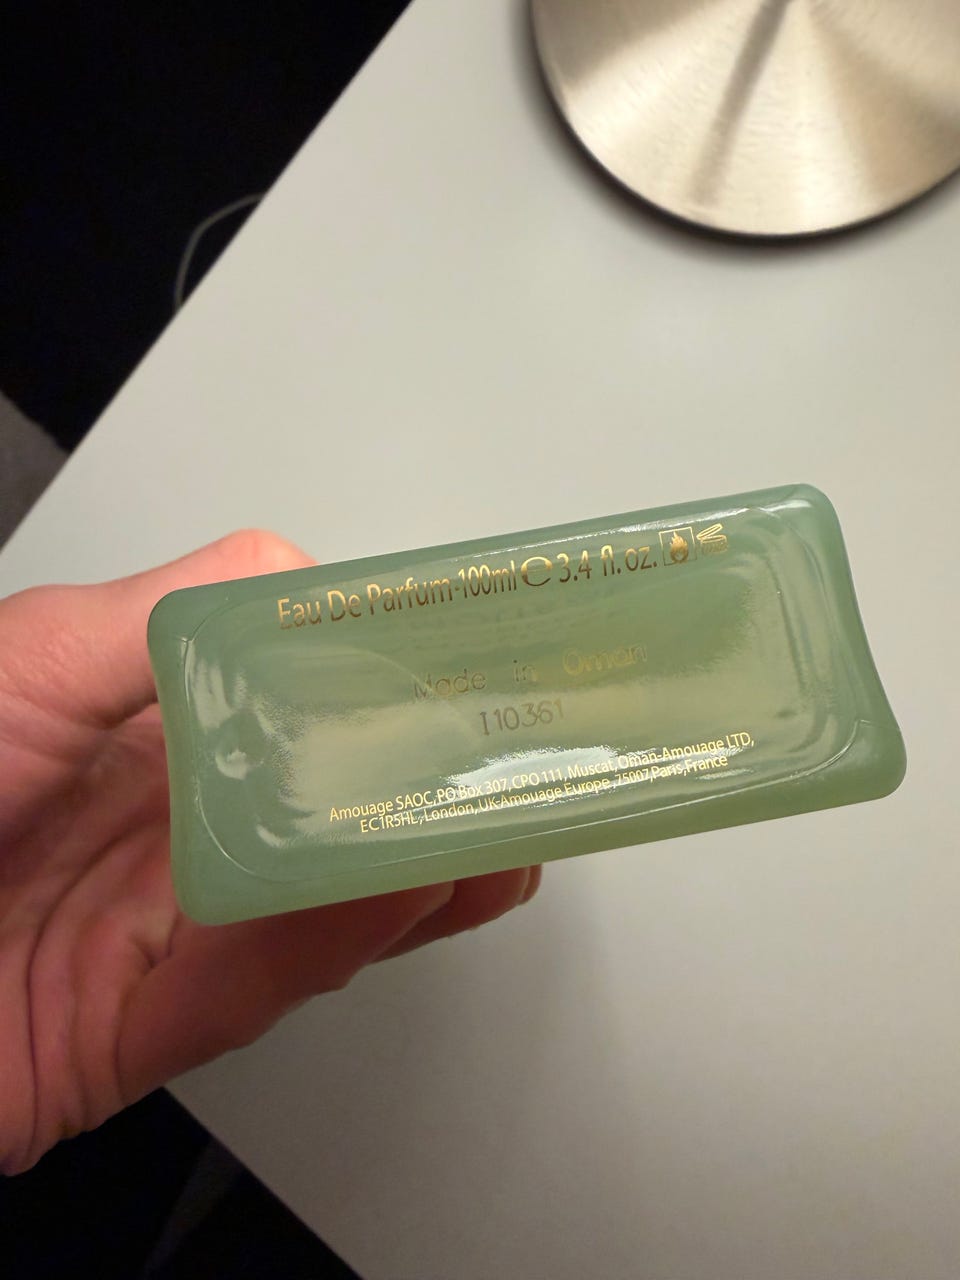 Eau De Parfum-100ml ℮ 3.4 fl. oz.
Made in Oman
I10361
Amouage SAOC, PO Box 307, CPO 111, Muscat, Oman-Amouage LTD,
EC1R5HL, London, UK-Amouage Europe, 75007, Paris, France